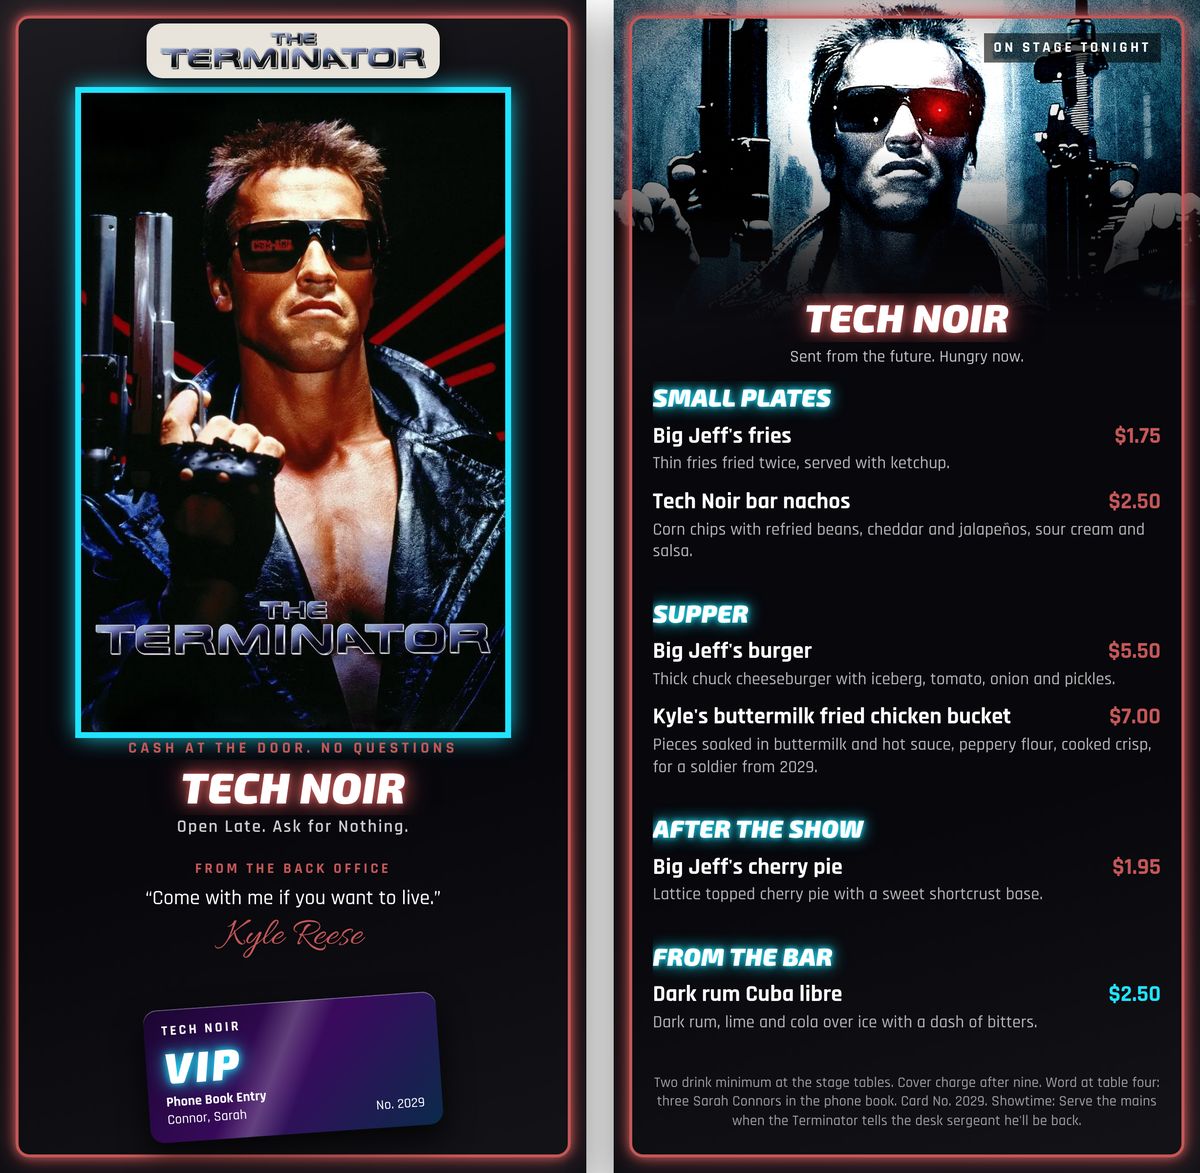 THE
TERMINATOR
THE
TERMINATOR
CASH AT THE DOOR. NO QUESTIONS
TECH NOIR
Open Late. Ask for Nothing.
FROM THE BACK OFFICE
“Come with me if you want to live.”
Kyle Reese
TECH NOIR
VIP
Phone Book Entry
Connor, Sarah
No. 2029
ON STAGE TONIGHT
TECH NOIR
Sent from the future. Hungry now.
SMALL PLATES
Big Jeff's fries $1.75
Thin fries fried twice, served with ketchup.
Tech Noir bar nachos $2.50
Corn chips with refried beans, cheddar and jalapeños, sour cream and
salsa.
SUPPER
Big Jeff's burger $5.50
Thick chuck cheeseburger with iceberg, tomato, onion and pickles.
Kyle's buttermilk fried chicken bucket $7.00
Pieces soaked in buttermilk and hot sauce, peppery flour, cooked crisp,
for a soldier from 2029.
AFTER THE SHOW
Big Jeff's cherry pie $1.95
Lattice topped cherry pie with a sweet shortcrust base.
FROM THE BAR
Dark rum Cuba libre $2.50
Dark rum, lime and cola over ice with a dash of bitters.
Two drink minimum at the stage tables. Cover charge after nine. Word at table four:
three Sarah Connors in the phone book. Card No. 2029. Showtime: Serve the mains
when the Terminator tells the desk sergeant he'll be back.